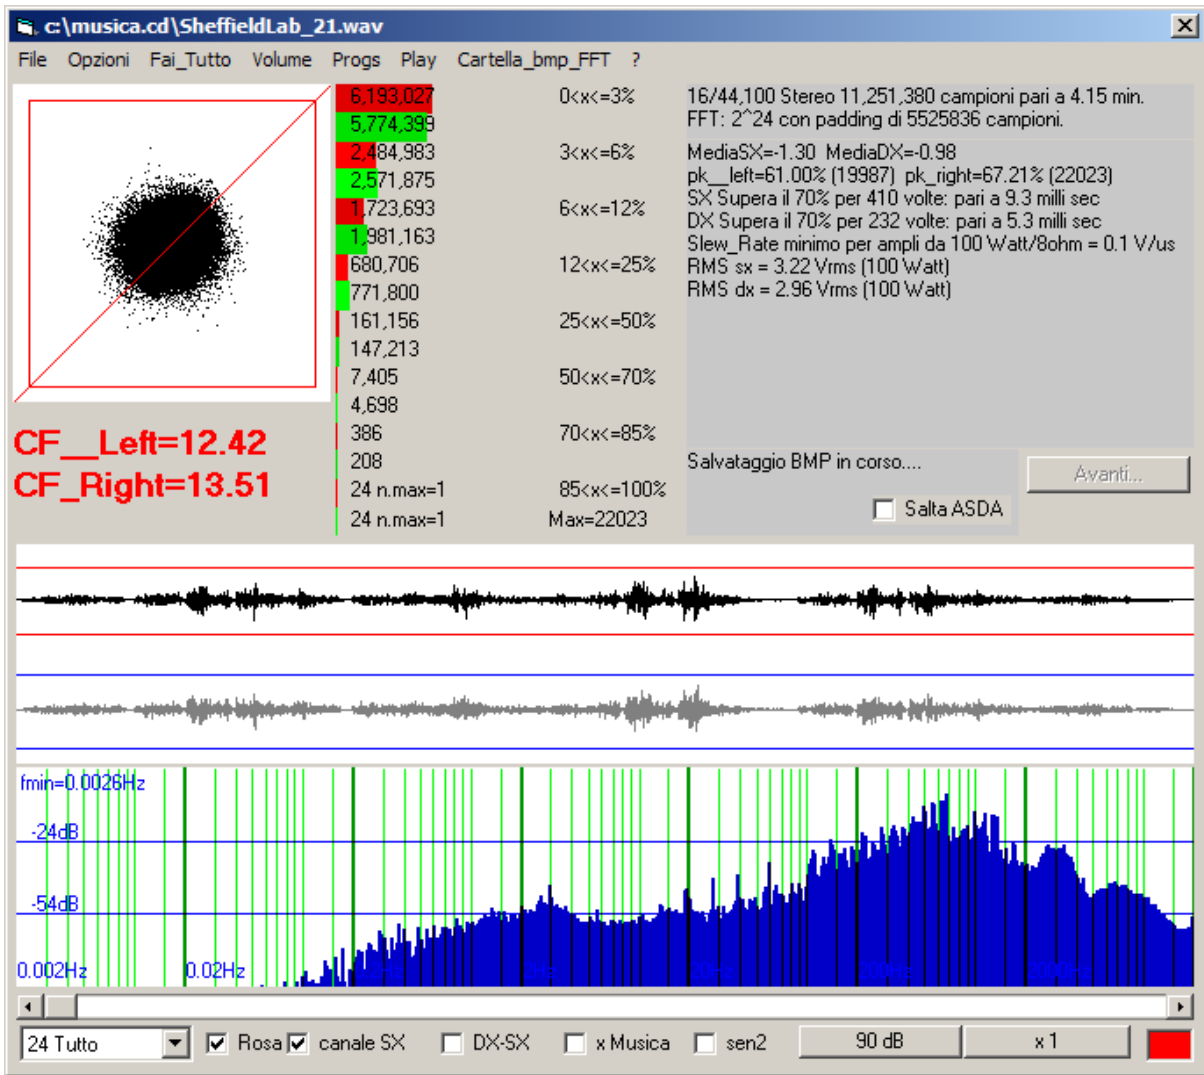 c:\musica.cd\SheffieldLab_21.wav
File Opzioni Fai_Tutto Volume Progs Play Cartella_bmp_FFT ?
6,193,027 0<x<=3%
5,774,399
2,484,983 3<x<=6%
2,571,875
1,723,693 6<x<=12%
1,981,163
680,706 12<x<=25%
771,800
161,156 25<x<=50%
147,213
7,405 50<x<=70%
4,698
386 70<x<=85%
208
24 n.max=1 85<x<=100%
24 n.max=1 Max=22023
16/44,100 Stereo 11,251,380 campioni pari a 4.15 min.
FFT: 2^24 con padding di 5525836 campioni.
MediaSX=-1.30 MediaDX=-0.98
pk__left=61.00% (19987) pk_right=67.21% (22023)
SX Supera il 70% per 410 volte: pari a 9.3 milli sec
DX Supera il 70% per 232 volte: pari a 5.3 milli sec
Slew_Rate minimo per ampli da 100 Watt/8ohm = 0.1 V/us
RMS sx = 3.22 Vrms (100 Watt)
RMS dx = 2.96 Vrms (100 Watt)
CF__Left=12.42
CF_Right=13.51
Salvataggio BMP in corso....
Avanti...
Salta ASDA
fmin=0.0026Hz
-24dB
-54dB
0.002Hz 0.02Hz 2Hz 20Hz 200Hz 2000Hz
24 Tutto Rosa canale SX DX-SX x Musica sen2 90 dB x 1